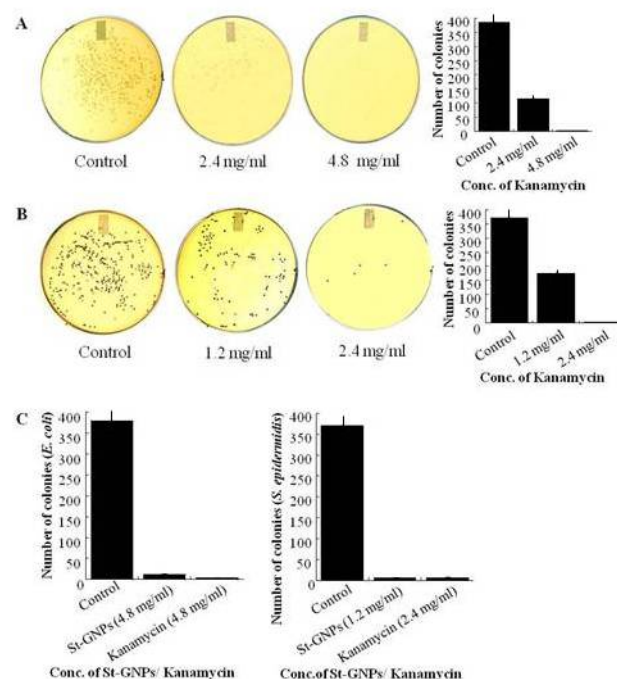 A
Control
2.4 mg/ml
4.8 mg/ml
Number of colonies
400
350
300
250
200
150
100
50
0
Control
2.4 mg/ml
4.8 mg/ml
Conc. of Kanamycin
B
Control
1.2 mg/ml
2.4 mg/ml
Number of colonies
400
350
300
250
200
150
100
50
0
Control
1.2 mg/ml
2.4 mg/ml
Conc. of Kanamycin
C
Number of colonies (E. coli)
400
350
300
250
200
150
100
50
0
Control
St-GNPs (4.8 mg/ml)
Kanamycin (4.8 mg/ml)
Conc. of St-GNPs/ Kanamycin
Number of colonies (S. epidermidis)
400
350
300
250
200
150
100
50
0
Control
St-GNPs (1.2 mg/ml)
Kanamycin (2.4 mg/ml)
Conc.of St-GNPs/ Kanamycin